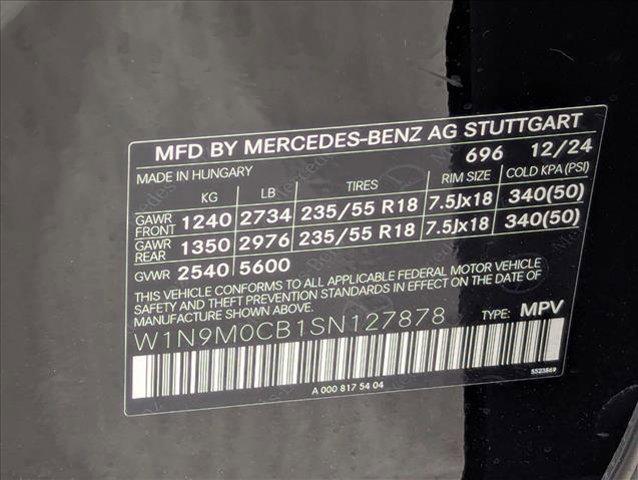 MFD BY MERCEDES-BENZ AG STUTTGART
MADE IN HUNGARY 696 12/24
KG LB TIRES RIM SIZE COLD KPA (PSI)
GAWR FRONT 1240 2734 235/55 R18 7.5Jx18 340(50)
GAWR REAR 1350 2976 235/55 R18 7.5Jx18 340(50)
GVWR 2540 5600
THIS VEHICLE CONFORMS TO ALL APPLICABLE FEDERAL MOTOR VEHICLE
SAFETY AND THEFT PREVENTION STANDARDS IN EFFECT ON THE DATE OF
MANUFACTURE SHOWN ABOVE.
W1N9M0CB1SN127878 TYPE: MPV
A 000 817 54 04 5523569